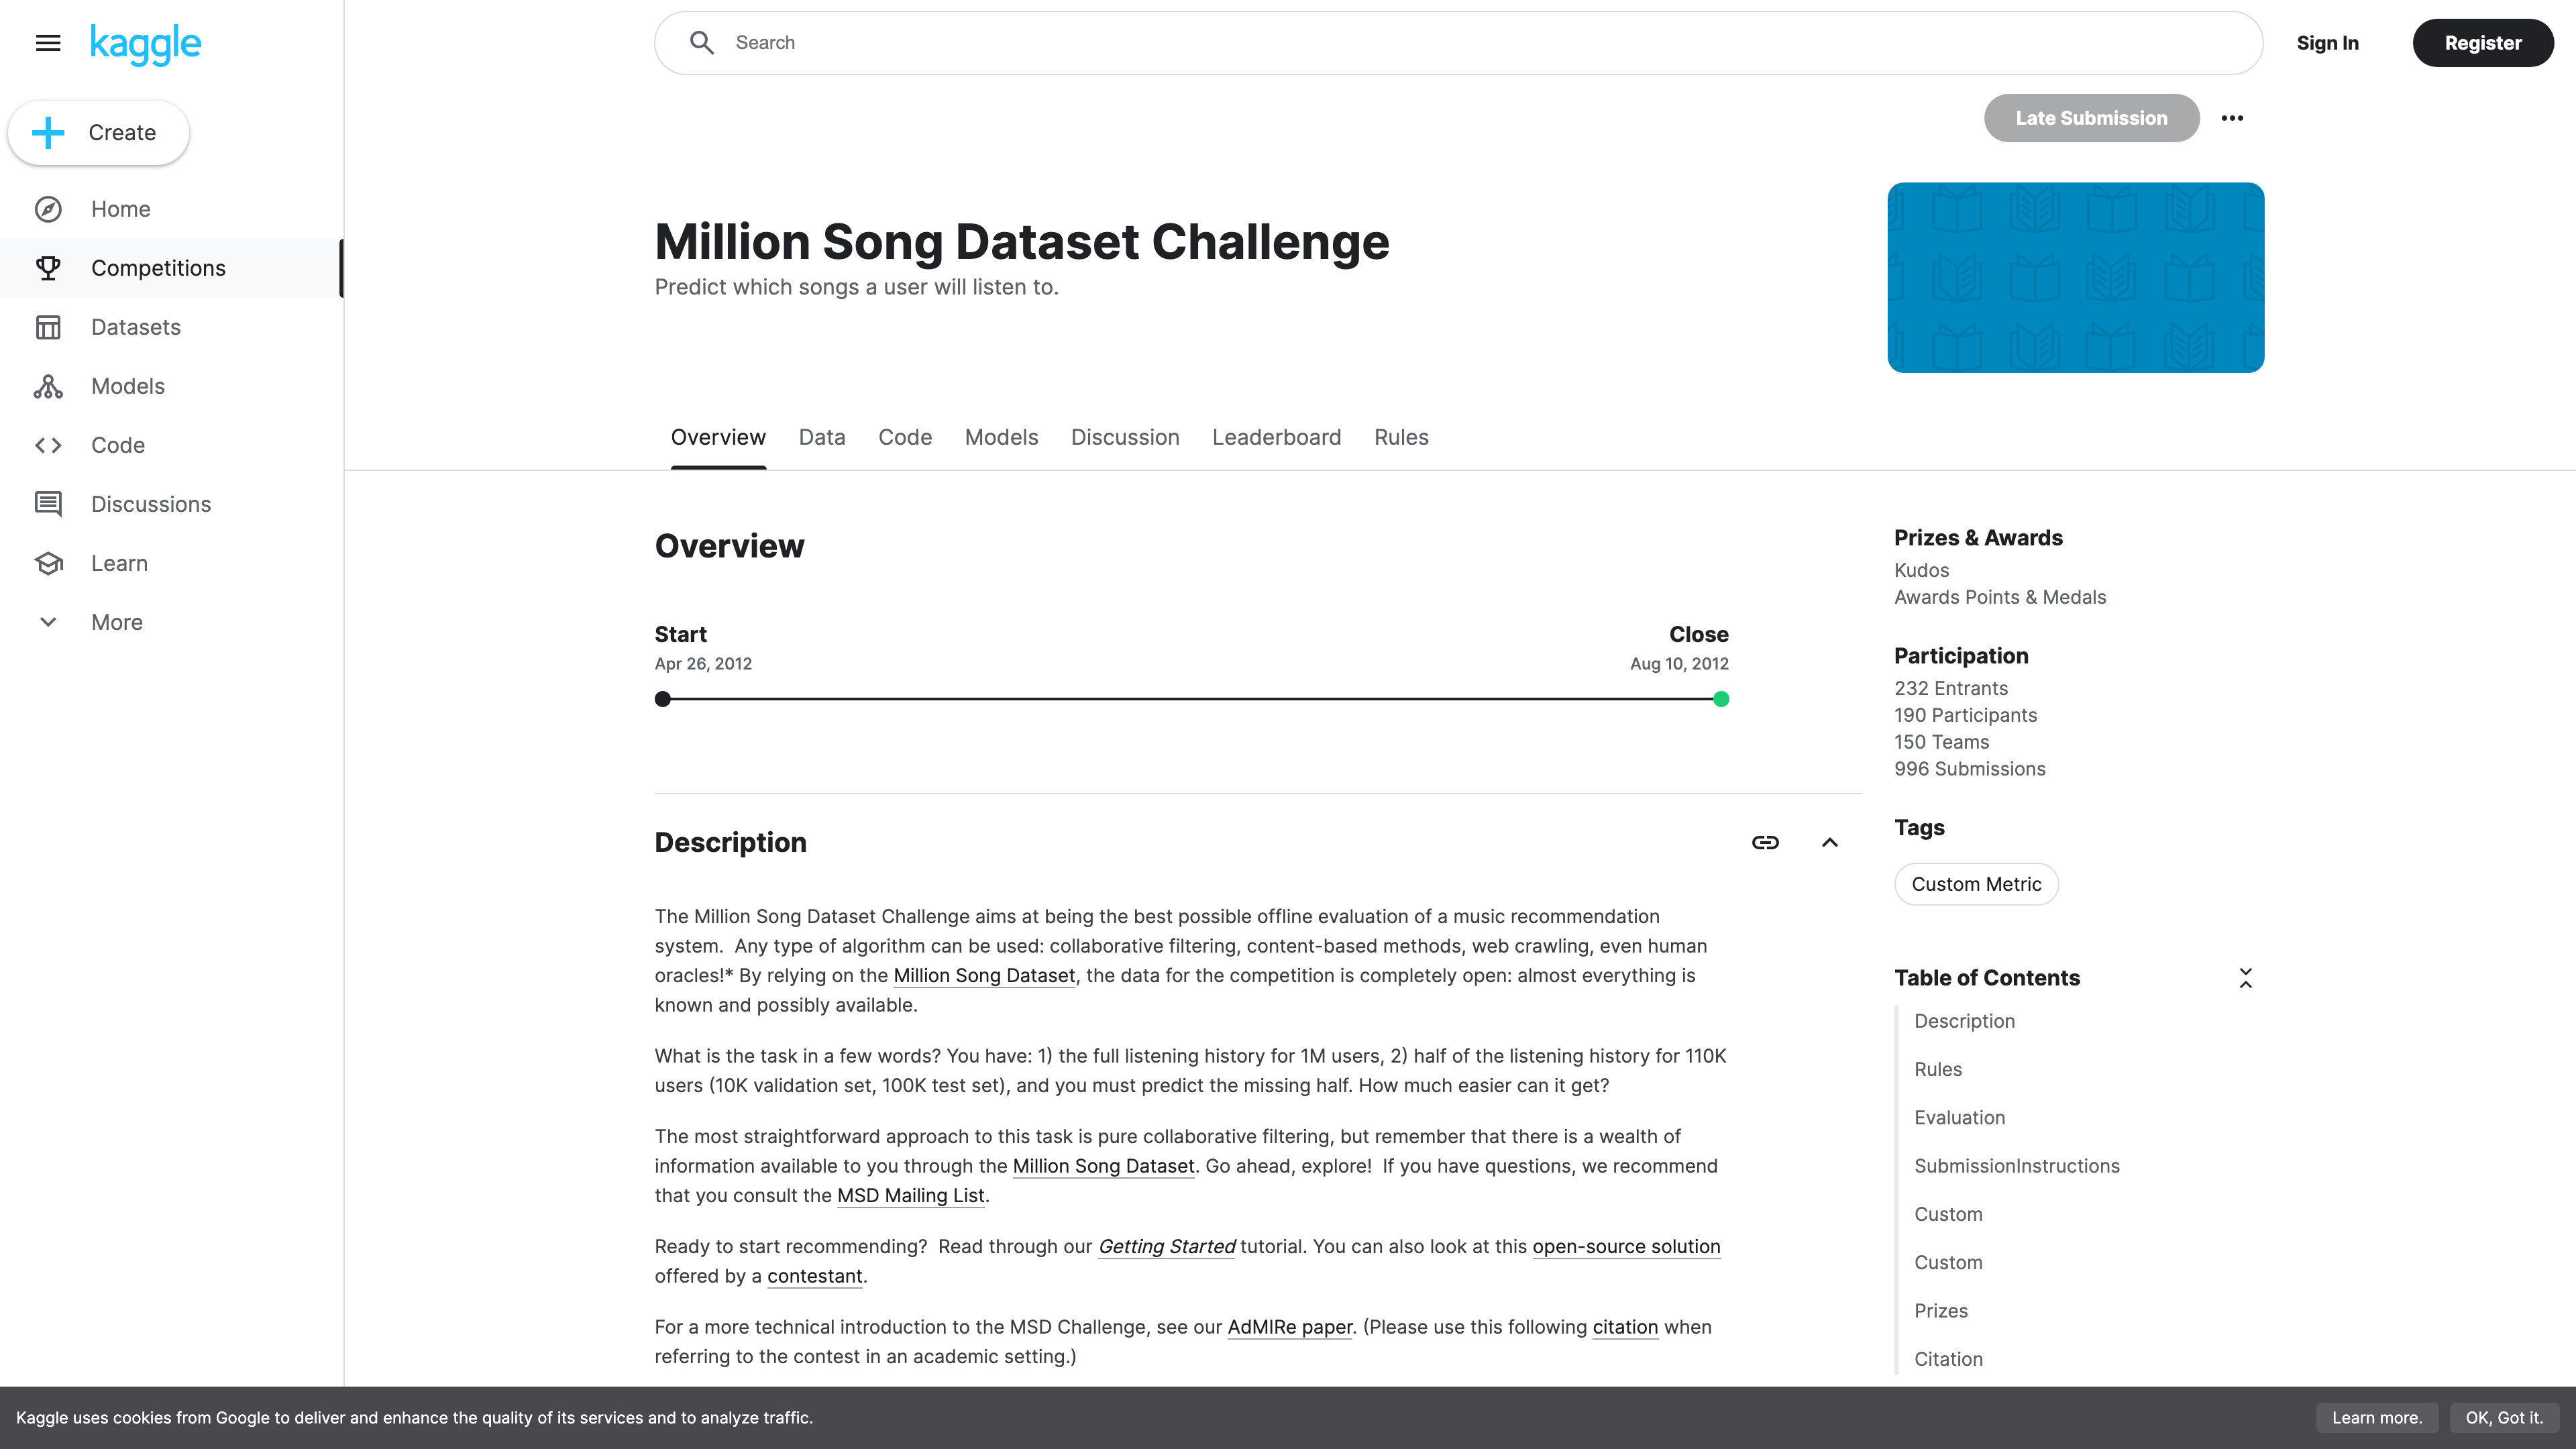 kaggle
Search
Sign In
Register
Create
Home
Competitions
Datasets
Models
Code
Discussions
Learn
More
Late Submission
Million Song Dataset Challenge
Predict which songs a user will listen to.
Overview
Data
Code
Models
Discussion
Leaderboard
Rules
Overview
Start
Close
Apr 26, 2012
Aug 10, 2012
Description
The Million Song Dataset Challenge aims at being the best possible offline evaluation of a music recommendation
system.  Any type of algorithm can be used: collaborative filtering, content-based methods, web crawling, even human
oracles!* By relying on the Million Song Dataset, the data for the competition is completely open: almost everything is
known and possibly available.
What is the task in a few words? You have: 1) the full listening history for 1M users, 2) half of the listening history for 110K
users (10K validation set, 100K test set), and you must predict the missing half. How much easier can it get?
The most straightforward approach to this task is pure collaborative filtering, but remember that there is a wealth of
information available to you through the Million Song Dataset. Go ahead, explore!  If you have questions, we recommend
that you consult the MSD Mailing List.
Ready to start recommending?  Read through our Getting Started tutorial. You can also look at this open-source solution
offered by a contestant.
For a more technical introduction to the MSD Challenge, see our AdMIRe paper. (Please use this following citation when
referring to the contest in an academic setting.)
Prizes & Awards
Kudos
Awards Points & Medals
Participation
232 Entrants
190 Participants
150 Teams
996 Submissions
Tags
Custom Metric
Table of Contents
Description
Rules
Evaluation
SubmissionInstructions
Custom
Custom
Prizes
Citation
Kaggle uses cookies from Google to deliver and enhance the quality of its services and to analyze traffic.
Learn more.
OK, Got it.